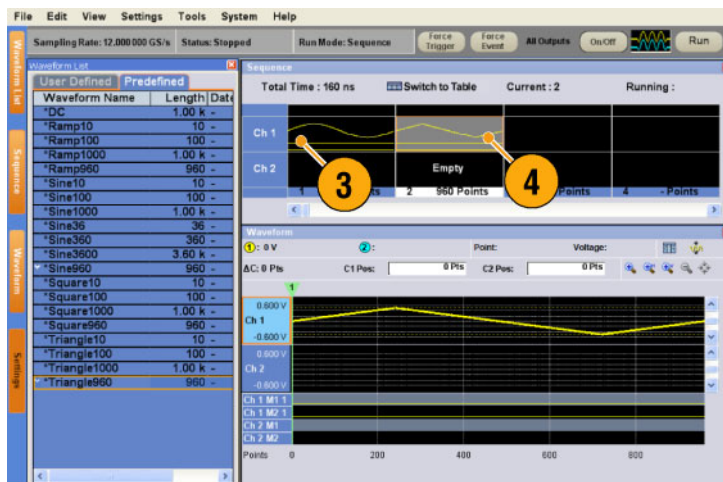 File Edit View Settings Tools System Help
Sampling Rate: 12.000 000 GS/s Status: Stopped Run Mode: Sequence Force Trigger Force Event All Outputs On/Off Run
Waveform List
Sequence
Waveform
Settings
Waveform List
User Defined Predefined
Waveform Name Length Date
*DC 1.00 k -
*Ramp10 10 -
*Ramp100 100 -
*Ramp1000 1.00 k -
*Ramp960 960 -
*Sine10 10 -
*Sine100 100 -
*Sine1000 1.00 k -
*Sine36 36 -
*Sine360 360 -
*Sine3600 3.60 k -
*Sine960 960 -
*Square10 10 -
*Square100 100 -
*Square1000 1.00 k -
*Square960 960 -
*Triangle10 10 -
*Triangle100 100 -
*Triangle1000 1.00 k -
*Triangle960 960 -
Sequence
Total Time : 160 ns Switch to Table Current : 2 Running :
Ch 1
3 4
Ch 2 Empty
1 2 960 Points Points 4 - Points
Waveform
1 : 0 V 2 : Point: Voltage:
ΔC: 0 Pts C1 Pos: 0 Pts C2 Pos: 0 Pts
1
0.600 V
Ch 1
-0.600 V
0.600 V
Ch 2
-0.600 V
Ch 1 M1 1
Ch 1 M2 1
Ch 2 M1
Ch 2 M2
Points 0 200 400 600 800